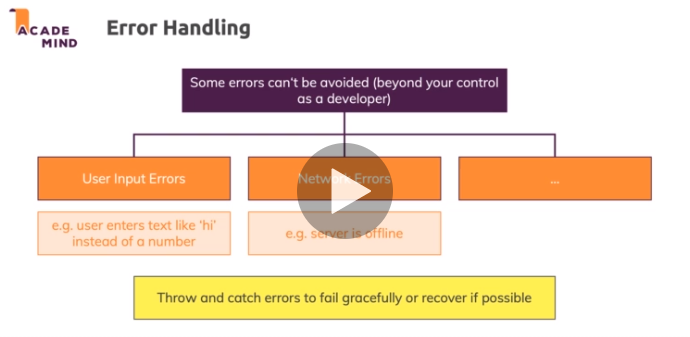 ACADE
MIND
Error Handling
Some errors can't be avoided (beyond your control
as a developer)
User Input Errors
Network Errors
...
e.g. user enters text like 'hi'
instead of a number
e.g. server is offline
Throw and catch errors to fail gracefully or recover if possible